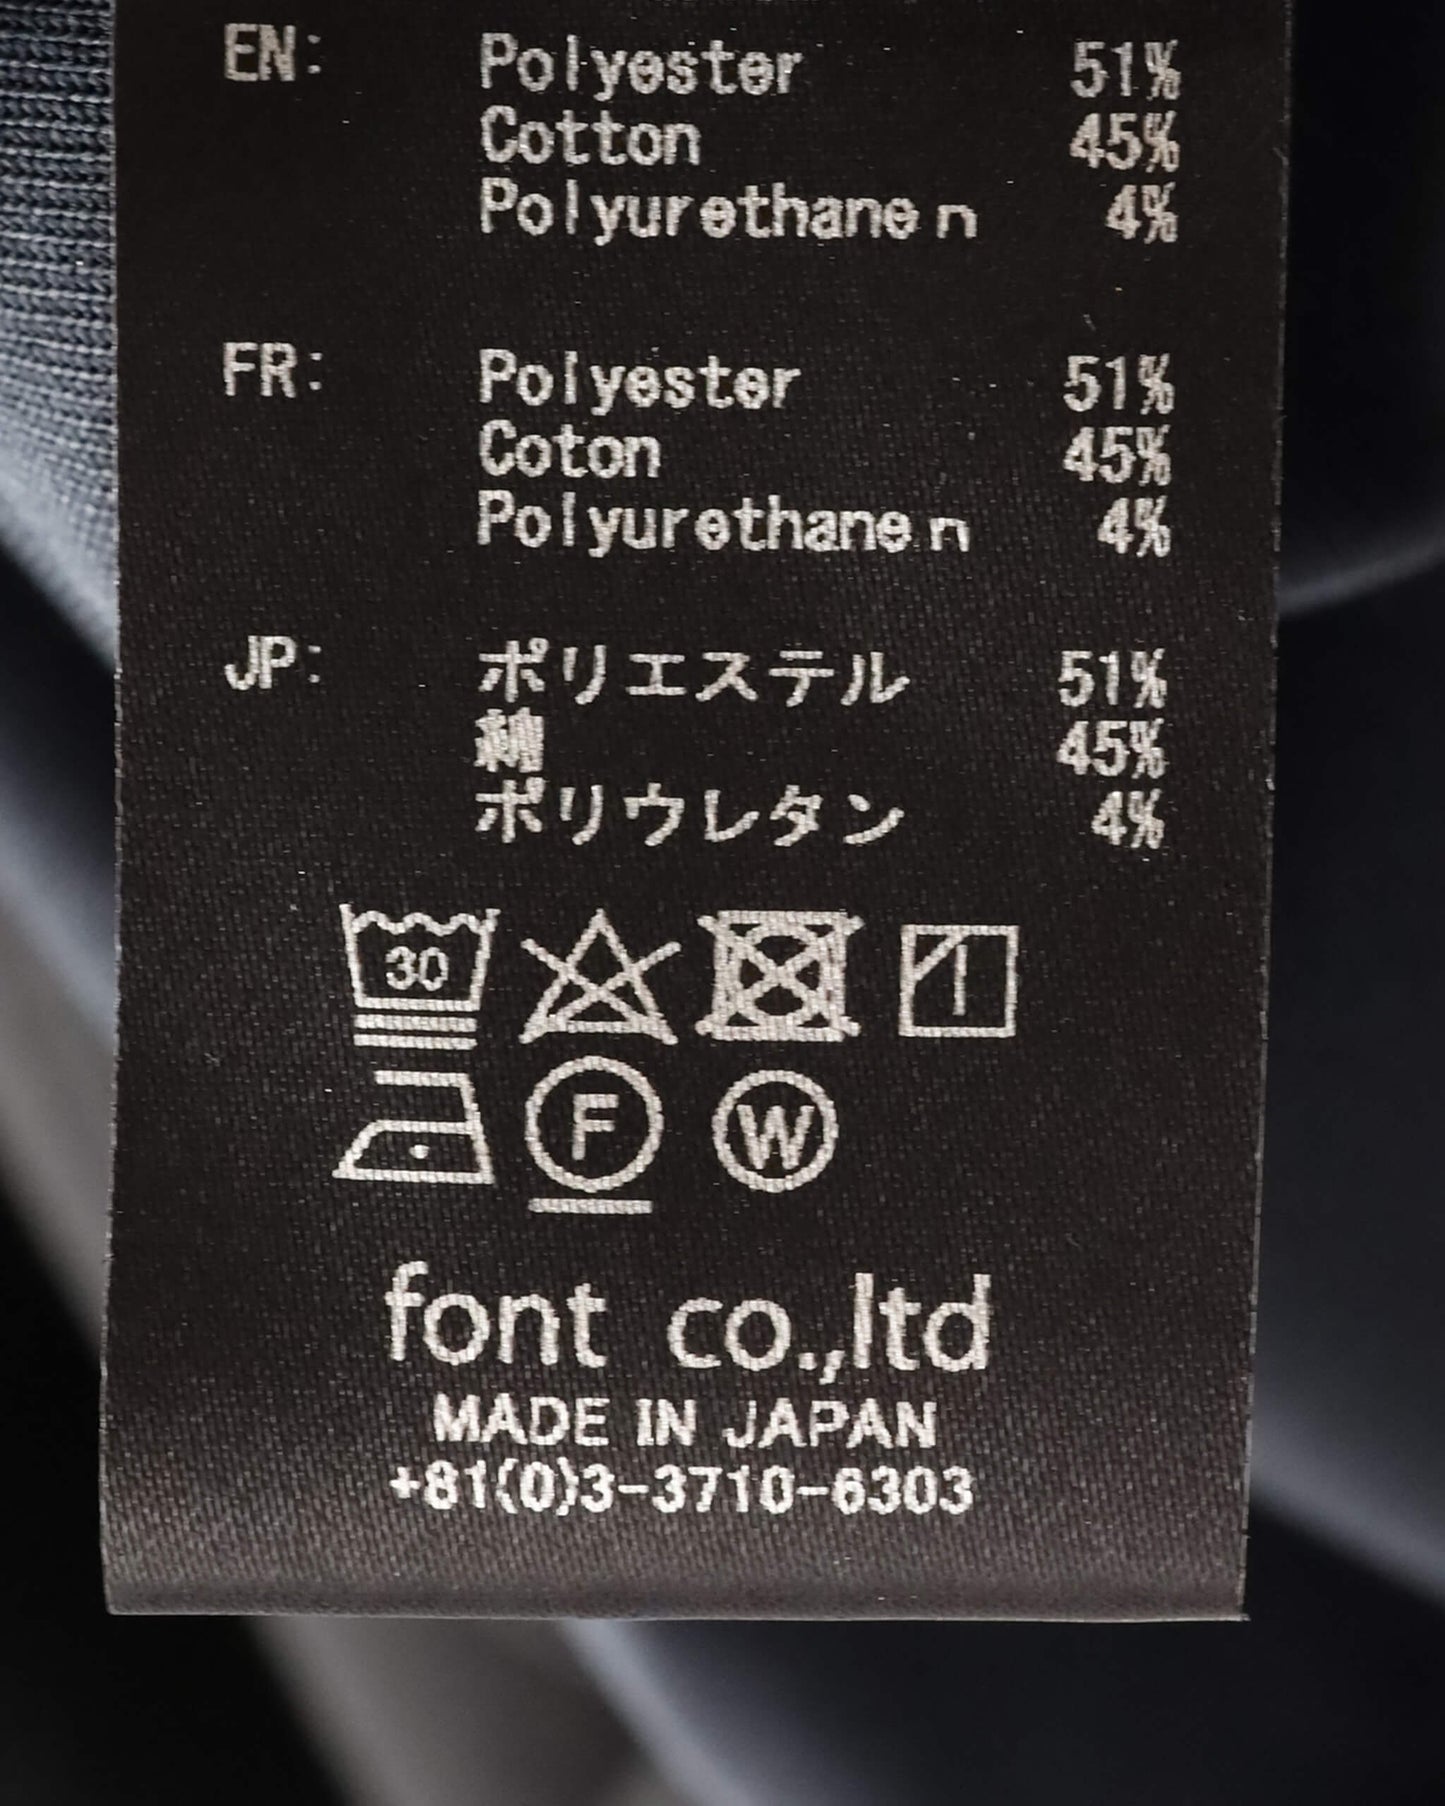 EN: Polyester 51%
Cotton 45%
Polyurethane n 4%
FR: Polyester 51%
Coton 45%
Polyurethane n 4%
JP: ポリエステル 51%
綿 45%
ポリウレタン 4%
30
F W
font co.,ltd
MADE IN JAPAN
+81(0)3-3710-6303